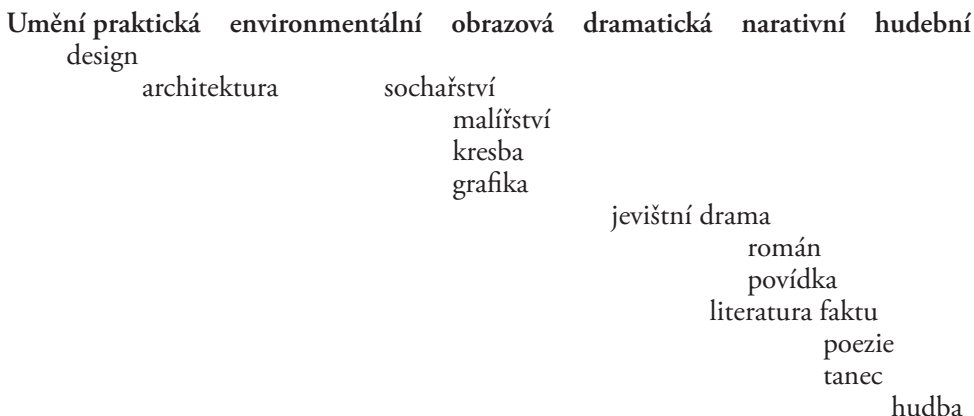 Umění praktická environmentální obrazová dramatická narativní hudební
design
architektura sochařství
malířství
kresba
grafika
jevištní drama
román
povídka
literatura faktu
poezie
tanec
hudba